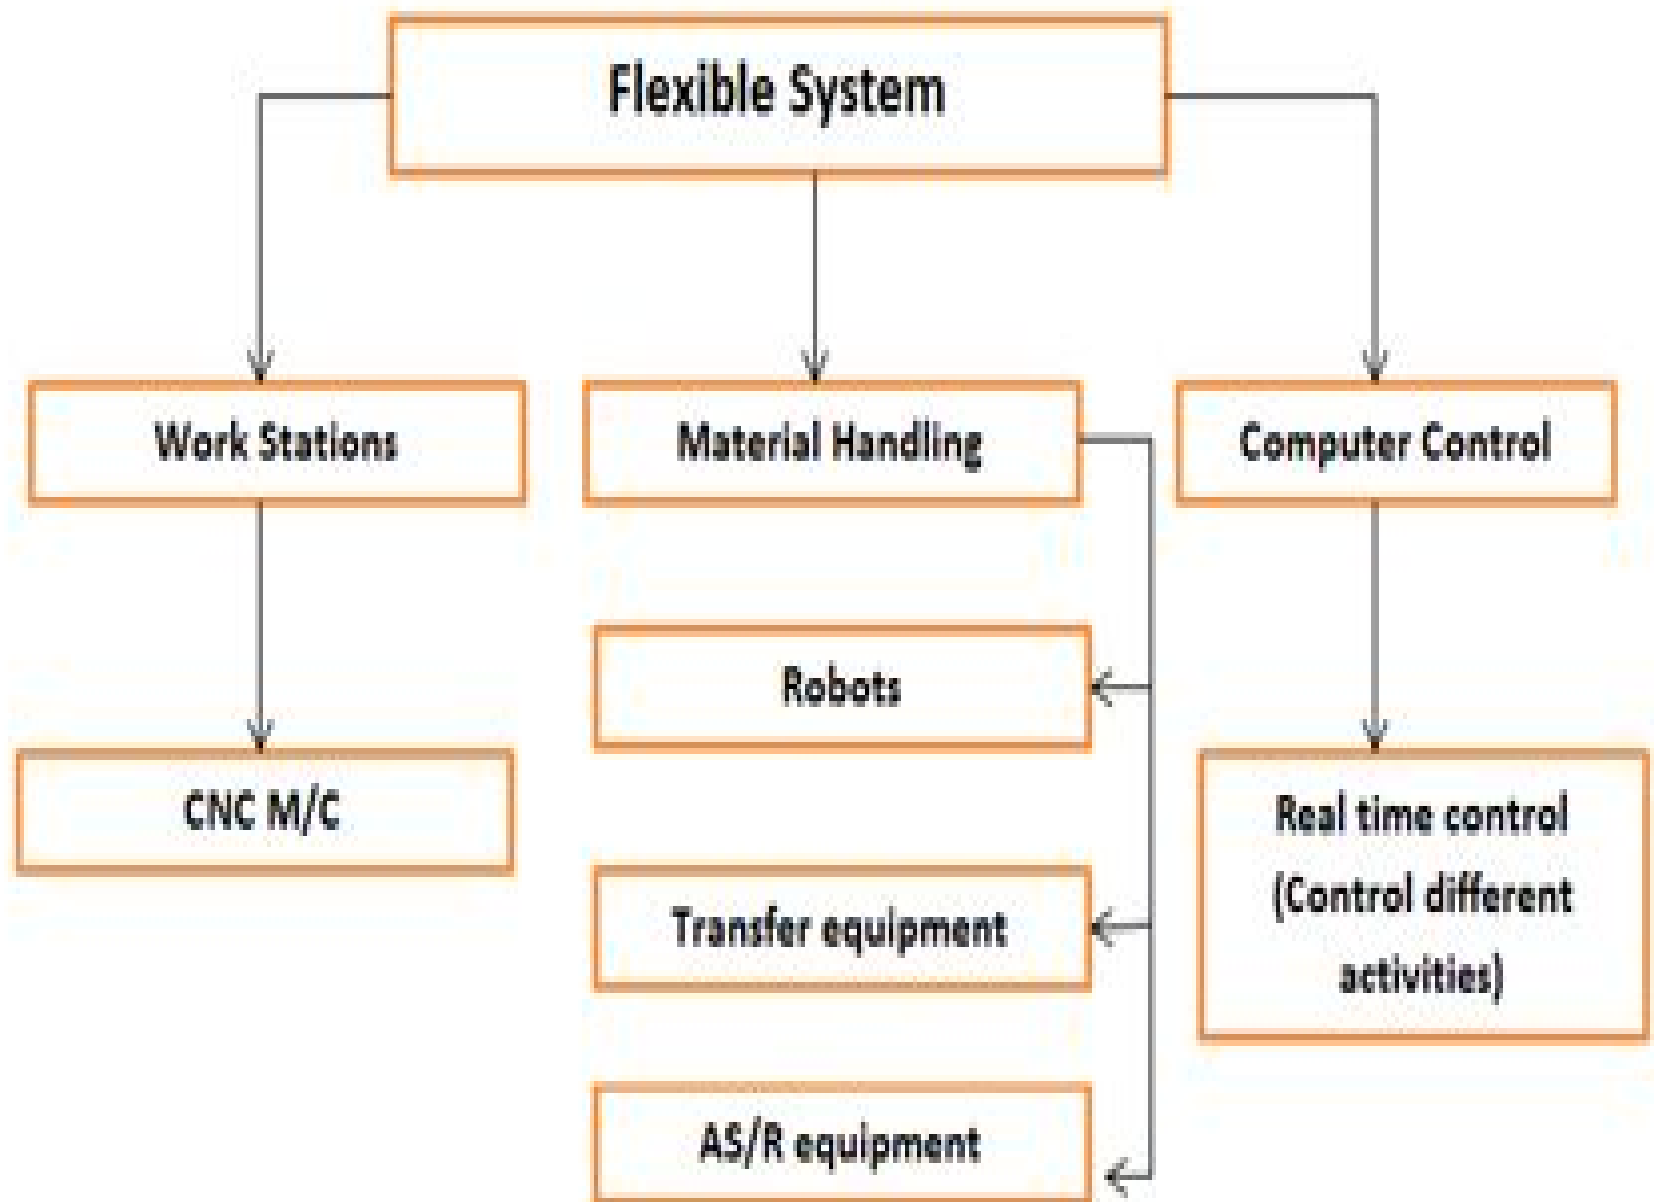 Flexible System
Work Stations
Material Handling
Computer Control
Robots
CNC M/C
Real time control
(Control different
activities)
Transfer equipment
AS/R equipment